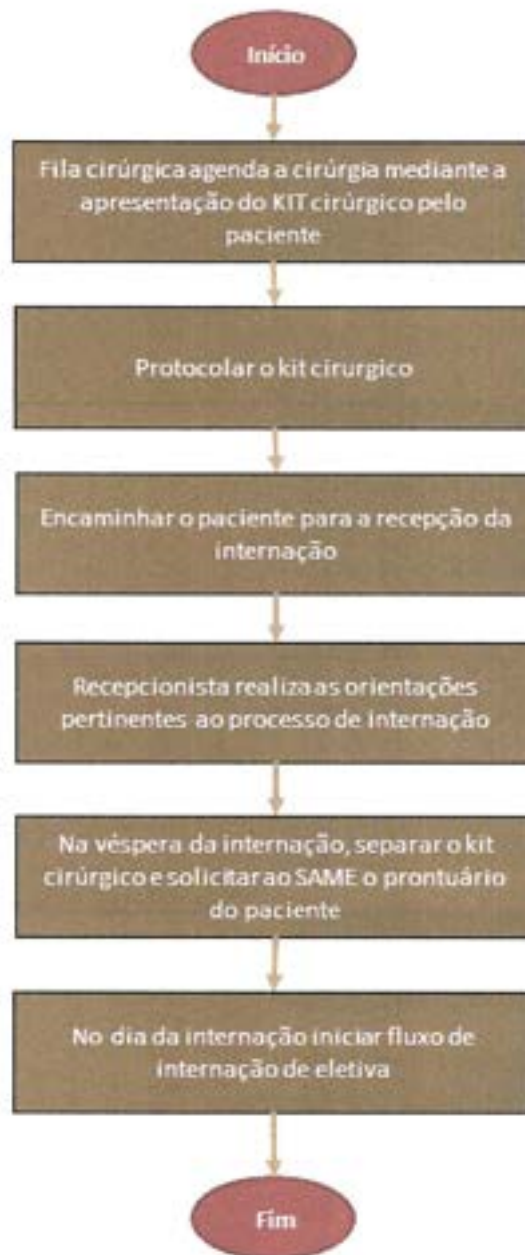 Início
Fila cirúrgica agenda a cirúrgia mediante a
apresentação do KIT cirúrgico pelo
paciente
Protocolar o kit cirurgico
Encaminhar o paciente para a recepção da
internação
Recepcionista realiza as orientações
pertinentes ao processo de internação
Na véspera da internação, separar o kit
cirúrgico e solicitar ao SAME o prontuário
do paciente
No dia da internação iniciar fluxo de
internação de eletiva
Fim